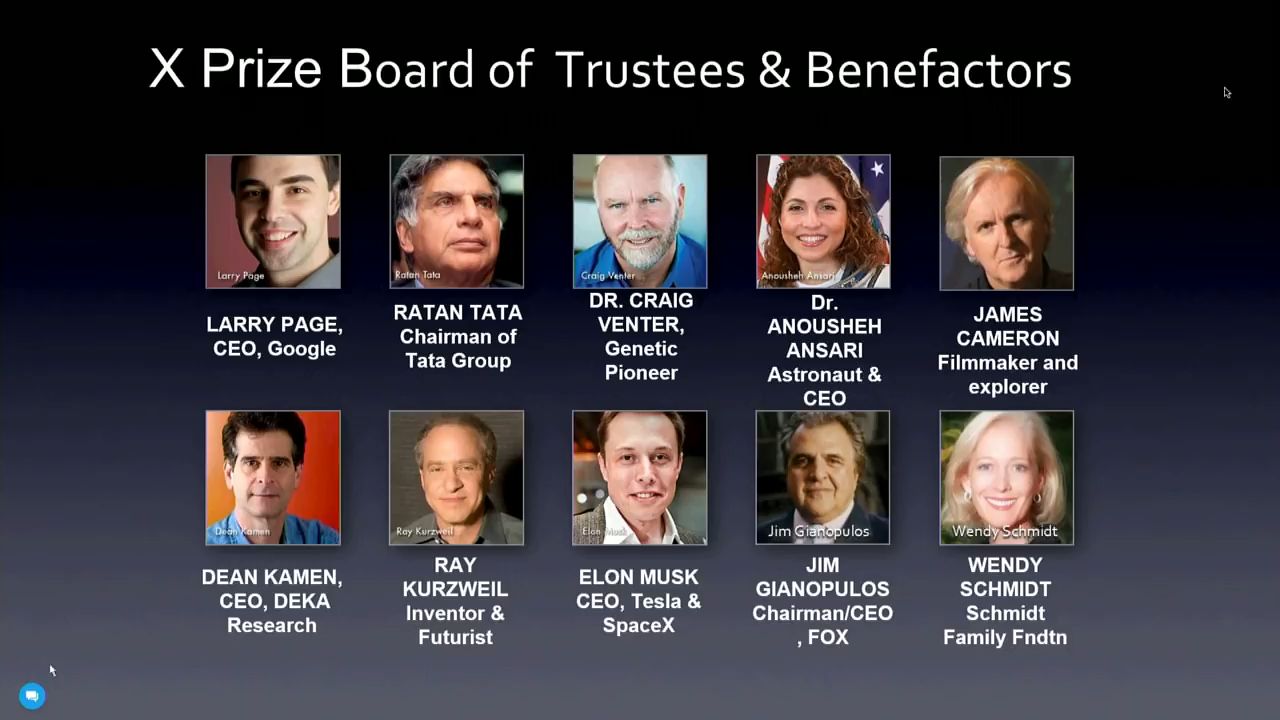 X Prize Board of Trustees & Benefactors
Larry Page
Ratan Tata
Craig Venter
Anousheh Ansari
LARRY PAGE,
CEO, Google
RATAN TATA
Chairman of
Tata Group
DR. CRAIG
VENTER,
Genetic
Pioneer
Dr.
ANOUSHEH
ANSARI
Astronaut &
CEO
JAMES
CAMERON
Filmmaker and
explorer
Dean Kamen
Ray Kurzweil
Elon Musk
Jim Gianopulos
Wendy Schmidt
DEAN KAMEN,
CEO, DEKA
Research
RAY
KURZWEIL
Inventor &
Futurist
ELON MUSK
CEO, Tesla &
SpaceX
JIM
GIANOPULOS
Chairman/CEO
, FOX
WENDY
SCHMIDT
Schmidt
Family Fndtn